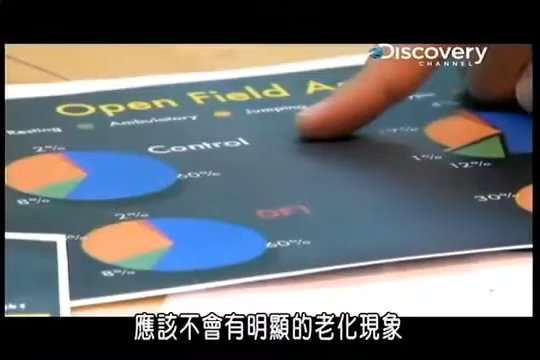 Discovery
CHANNEL
Open Field A
Resting Ambulatory Jumping
Control
2%
60%
8%
1%
12%
30%
DFT
2%
60%
8%
應該不會有明顯的老化現象